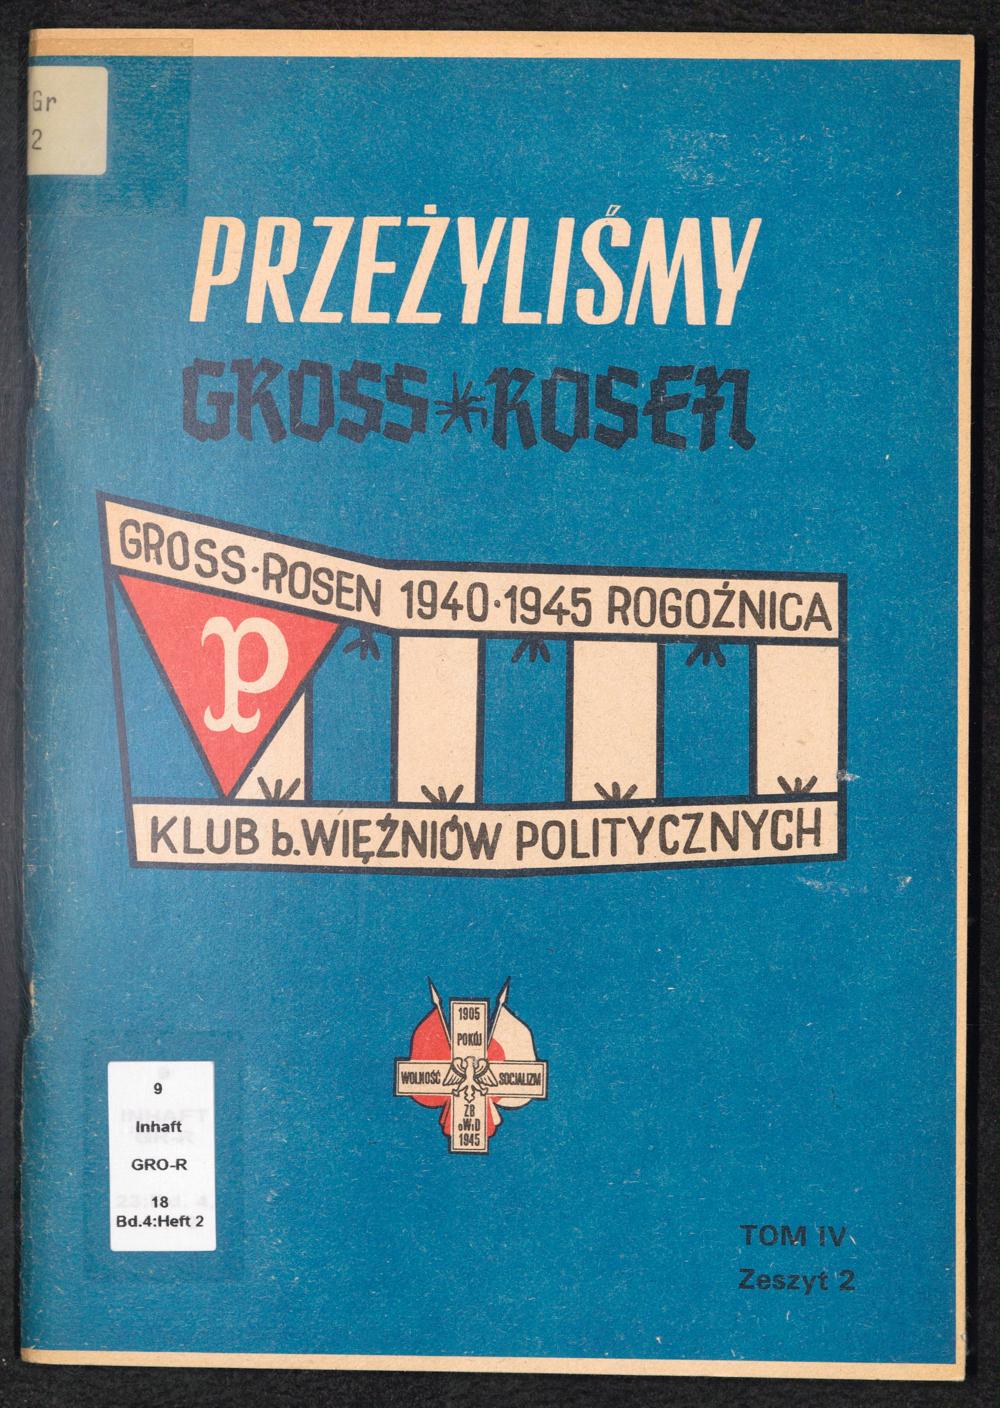 Gr
2
PRZEŻYLIŚMY
GROSS*ROSEN
GROSS·ROSEN 1940·1945 ROGOŹNICA
P
KLUB b.WIĘŹNIÓW POLITYCZNYCH
1905
POKÓJ
WOLNOŚĆ SOCJALIZM
ZB
oWiD
1945
9
Inhaft
GRO-R
18
Bd.4:Heft 2
TOM IV
Zeszyt 2